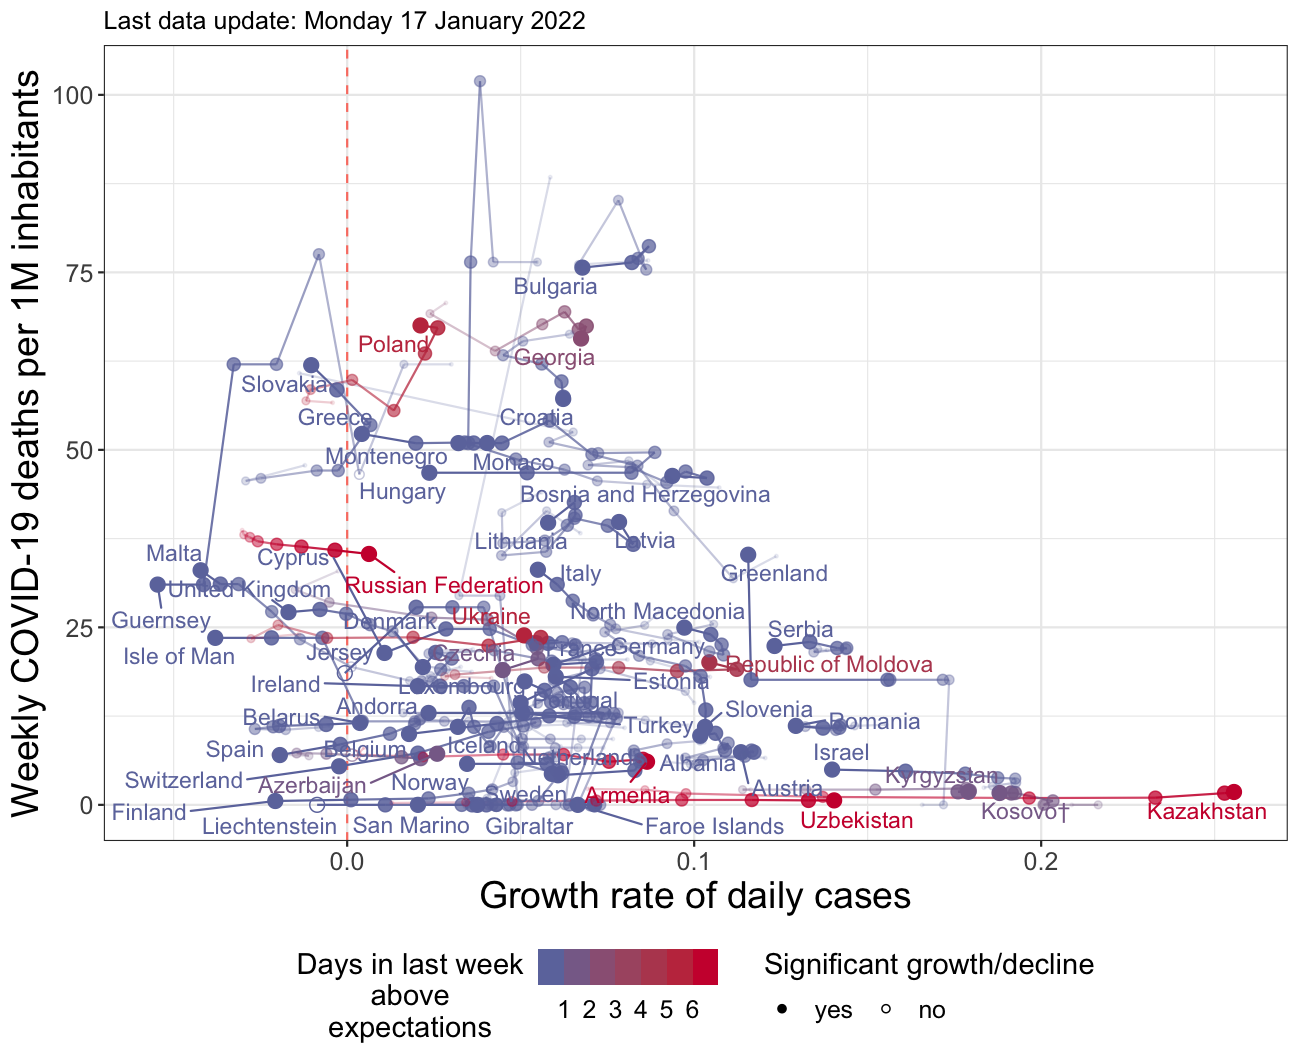 Last data update: Monday 17 January 2022
Weekly COVID-19 deaths per 1M inhabitants
100
75
50
25
0
Bulgaria
Poland
Georgia
Slovakia
Greece
Croatia
Montenegro
Monaco
Hungary
Bosnia and Herzegovina
Lithuania
Latvia
Malta
Cyprus
Italy
Greenland
United Kingdom
Russian Federation
Guernsey
Denmark
Ukraine
North Macedonia
Serbia
Isle of Man
Jersey
Czechia
France
Germany
Republic of Moldova
Ireland
Luxembourg
Estonia
Andorra
Portugal
Slovenia
Belarus
Turkey
Romania
Spain
Belgium
Iceland
Netherlands
Albania
Israel
Switzerland
Azerbaijan
Norway
Sweden
Armenia
Austria
Kyrgyzstan
Finland
Liechtenstein
San Marino
Gibraltar
Faroe Islands
Uzbekistan
Kosovo†
Kazakhstan
0.0
0.1
0.2
Growth rate of daily cases
Days in last week
above
expectations
1 2 3 4 5 6
Significant growth/decline
yes
no